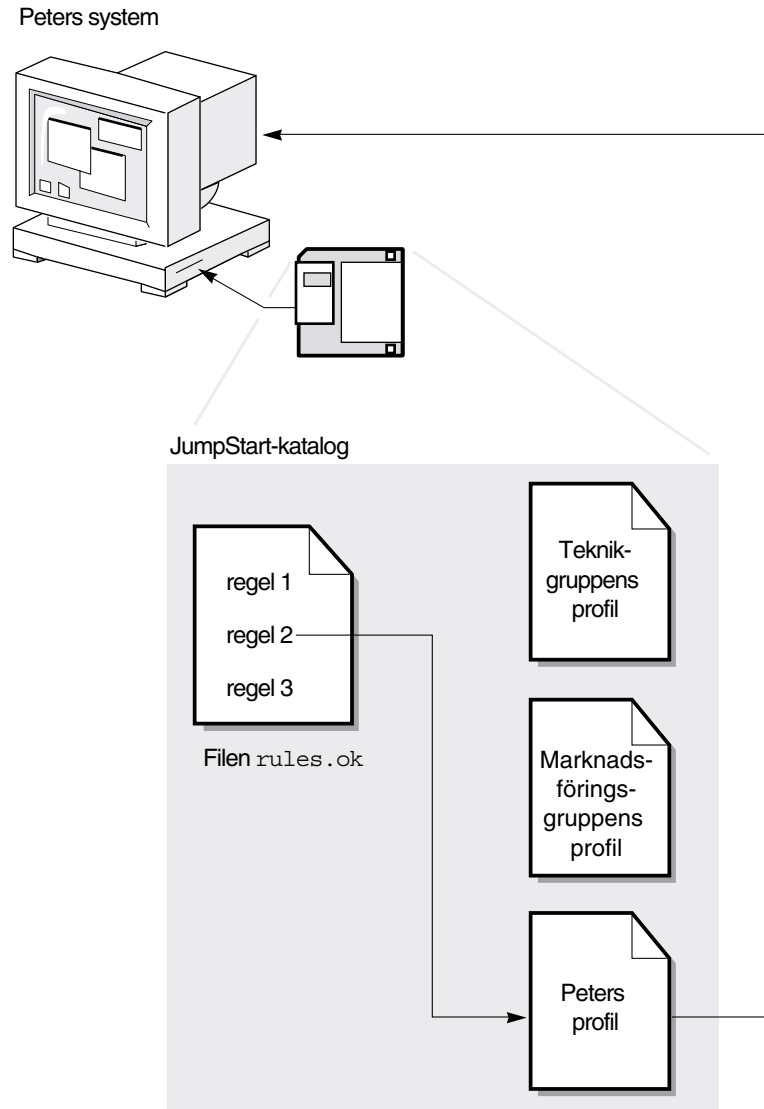 Peters system
JumpStart-katalog
regel 1
regel 2
regel 3
Filen rules.ok
Teknik-
gruppens
profil
Marknads-
förings-
gruppens
profil
Peters
profil